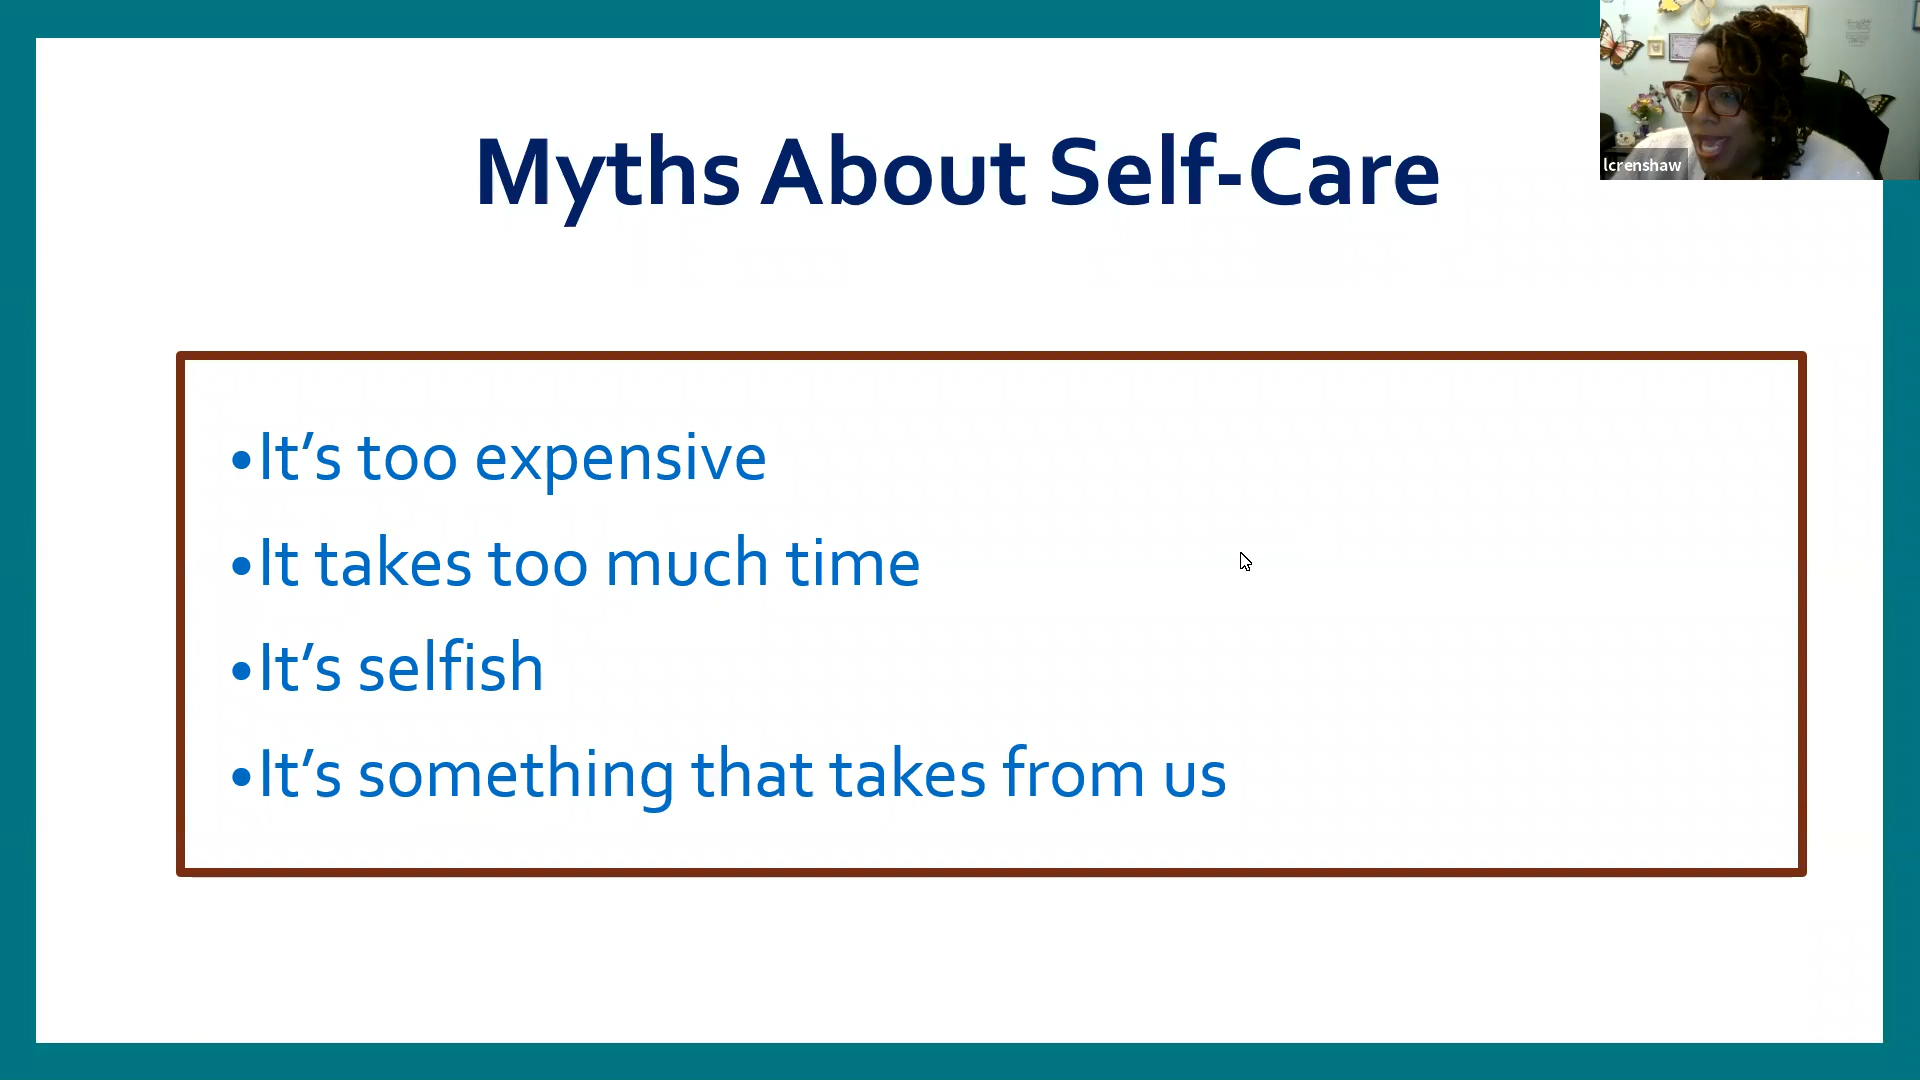 Myths About Self-Care
lcrenshaw
•It’s too expensive
•It takes too much time
•It’s selfish
•It’s something that takes from us